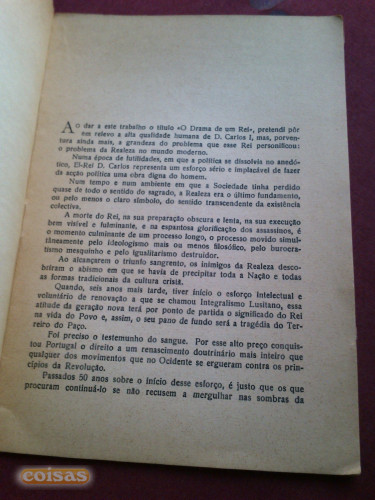 Ao dar a este trabalho o título «O Drama de um Rei», pretendi pôr
em relevo a alta qualidade humana de D. Carlos I, mas, porven-
tura ainda mais, a grandeza do problema que esse Rei personificou:
o problema da Realeza no mundo moderno.
Numa época de futilidades, em que a política se dissolvia no anedó-
tico, El-Rei D. Carlos representa um esforço sério e implacável de fazer
da acção política uma obra digna do homem.
Num tempo e num ambiente em que a Sociedade tinha perdido
quase de todo o sentido do sagrado, a Realeza era o último fundamento,
ou pelo menos o claro símbolo, do sentido transcendente da existência
colectiva.
A morte do Rei, na sua preparação obscura e lenta, na sua execução
bem visível e fulminante, na espantosa glorificação dos assassinos, é
o momento culminante de um processo longo, o processo movido simul-
tâneamente pelo ideologismo mais ou menos filosófico, pelo burocra-
tismo mesquinho e pelo igualitarismo destruidor.
Ao alcançarem o triunfo sangrento, os inimigos da Realeza desco-
briram o abismo em que se havia de precipitar toda a Nação e todas
as formas tradicionais da cultura cristã.
Quando, seis anos mais tarde, tiver início o esforço intelectual e
voluntário de renovação a que se chamou Integralismo Lusitano, essa
atitude da geração nova terá por ponto de partida o significado do Rei
na vida do Povo e, assim, o seu pano de fundo será a tragédia do Ter-
reiro do Paço.
Foi preciso o testemunho do sangue. Por esse alto preço conquis-
tou Portugal o direito a um renascimento doutrinário mais inteiro que
qualquer dos movimentos que no Ocidente se ergueram contra os prin-
cípios da Revolução.
Passados 50 anos sobre o início desse esforço, é justo que os que
procuram continuá-lo se não recusem a mergulhar nas sombras da
coisas